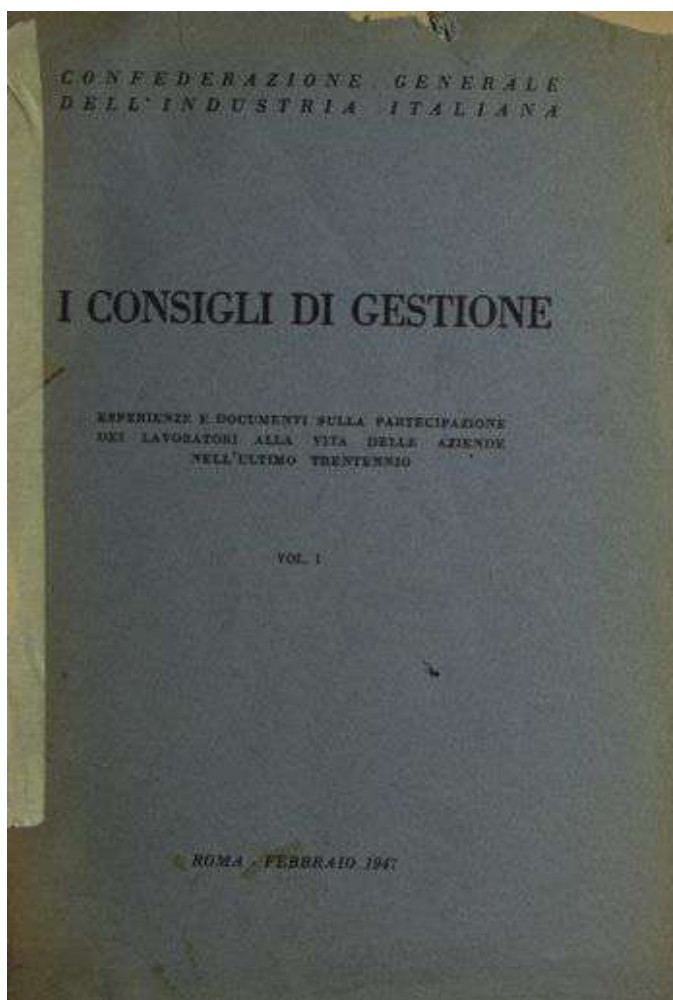 CONFEDERAZIONE GENERALE
DELL'INDUSTRIA ITALIANA
I CONSIGLI DI GESTIONE
ESPERIENZE E DOCUMENTI SULLA PARTECIPAZIONE
DEI LAVORATORI ALLA VITA DELLE AZIENDE
NELL'ULTIMO TRENTENNIO
VOL. I
ROMA - FEBBRAIO 1947